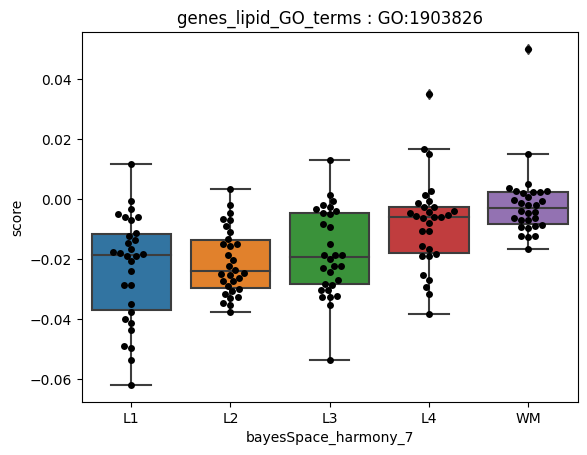 genes_lipid_GO_terms : GO:1903826
0.04
0.02
0.00
−0.02
−0.04
−0.06
score
L1 L2 L3 L4 WM
bayesSpace_harmony_7